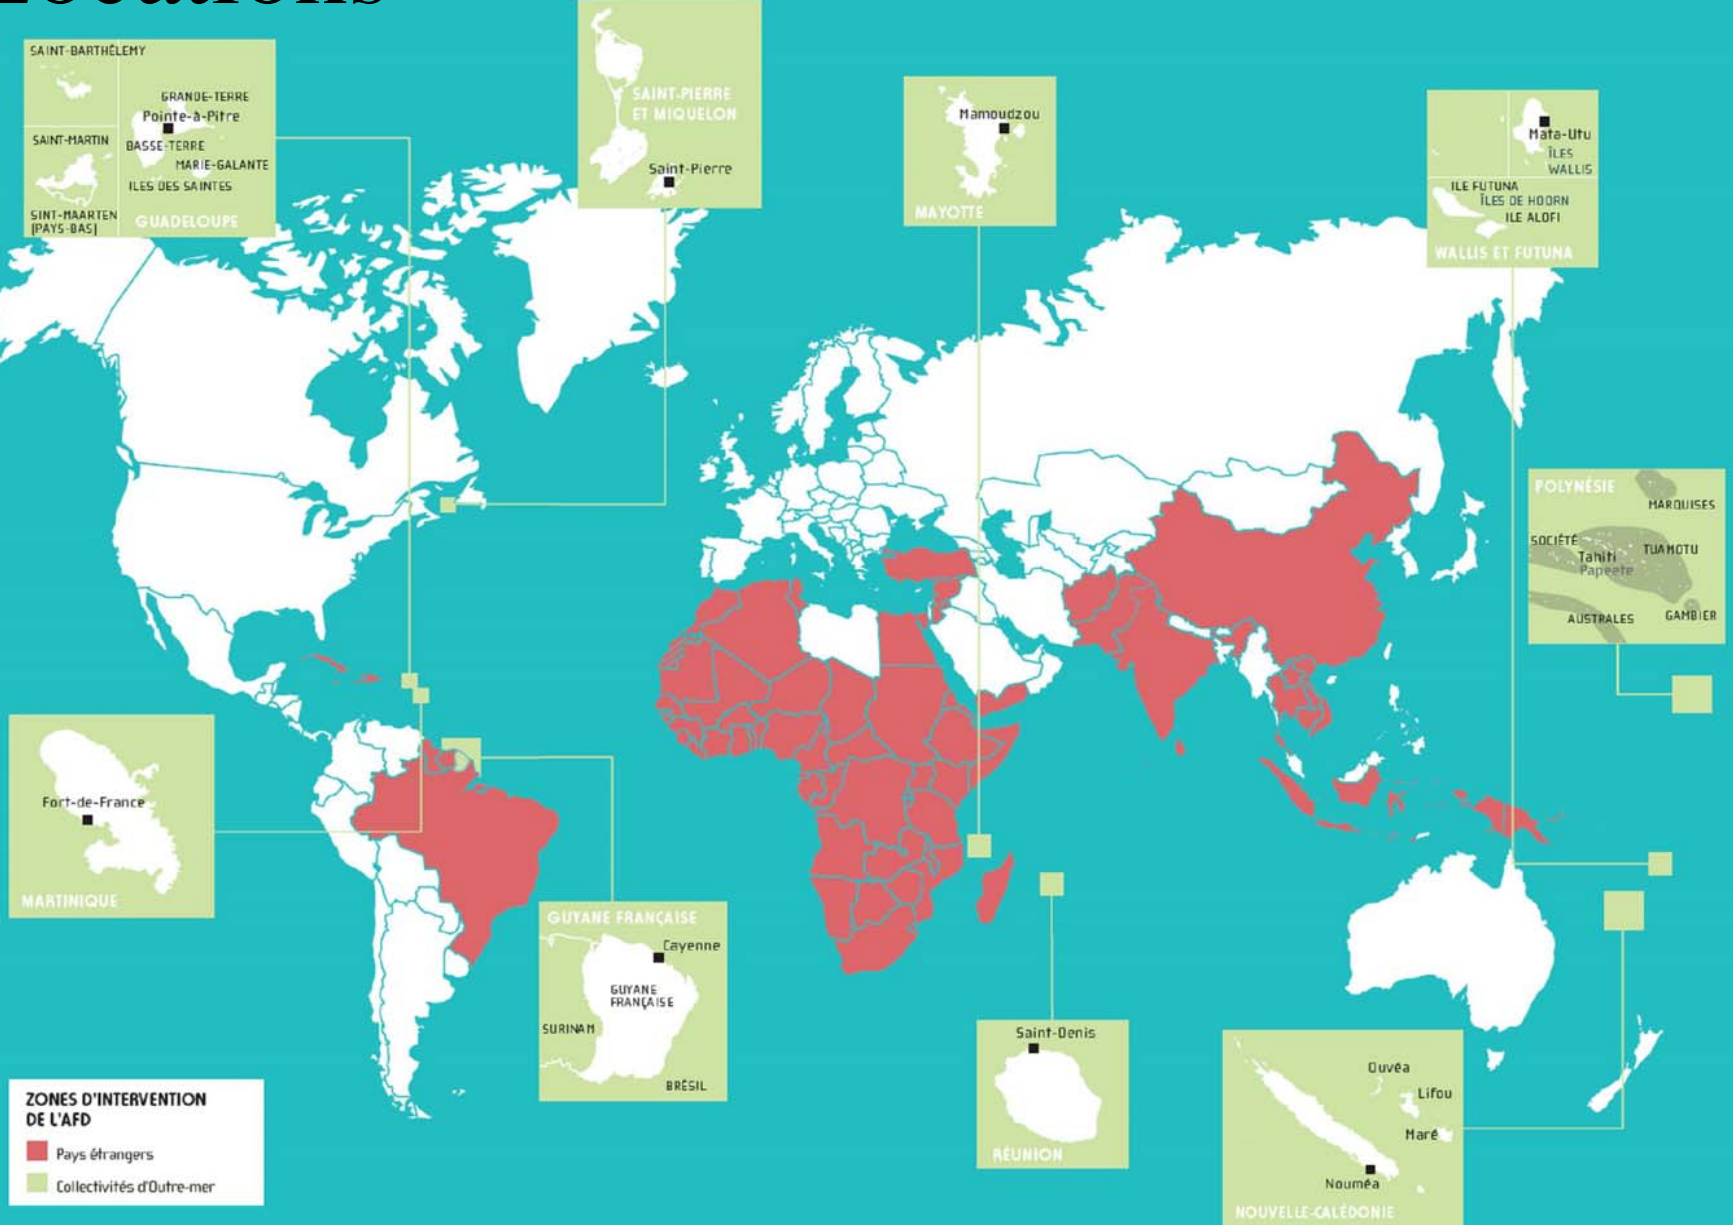 SAINT-BARTHÉLEMY
GRANDE-TERRE
Pointe-à-Pitre
SAINT-MARTIN
BASSE-TERRE
MARIE-GALANTE
ILES DES SAINTES
SINT-MAARTEN
(PAYS-BAS)
GUADELOUPE
SAINT-PIERRE
ET MIQUELON
Saint-Pierre
Mamoudzou
MAYOTTE
Mata-Utu
ÎLES
WALLIS
ILE FUTUNA
ÎLES DE HOORN
ILE ALOFI
WALLIS ET FUTUNA
POLYNÉSIE
MARQUISES
SOCIÉTÉ
Tahiti
TUAMOTU
Papeete
AUSTRALES
GAMBIER
Fort-de-France
MARTINIQUE
GUYANE FRANÇAISE
Cayenne
GUYANE
FRANÇAISE
SURINAM
BRÉSIL
Saint-Denis
RÉUNION
Ouvéa
Lifou
Maré
Nouméa
NOUVELLE-CALÉDONIE
ZONES D'INTERVENTION
DE L'AFD
Pays étrangers
Collectivités d'Outre-mer